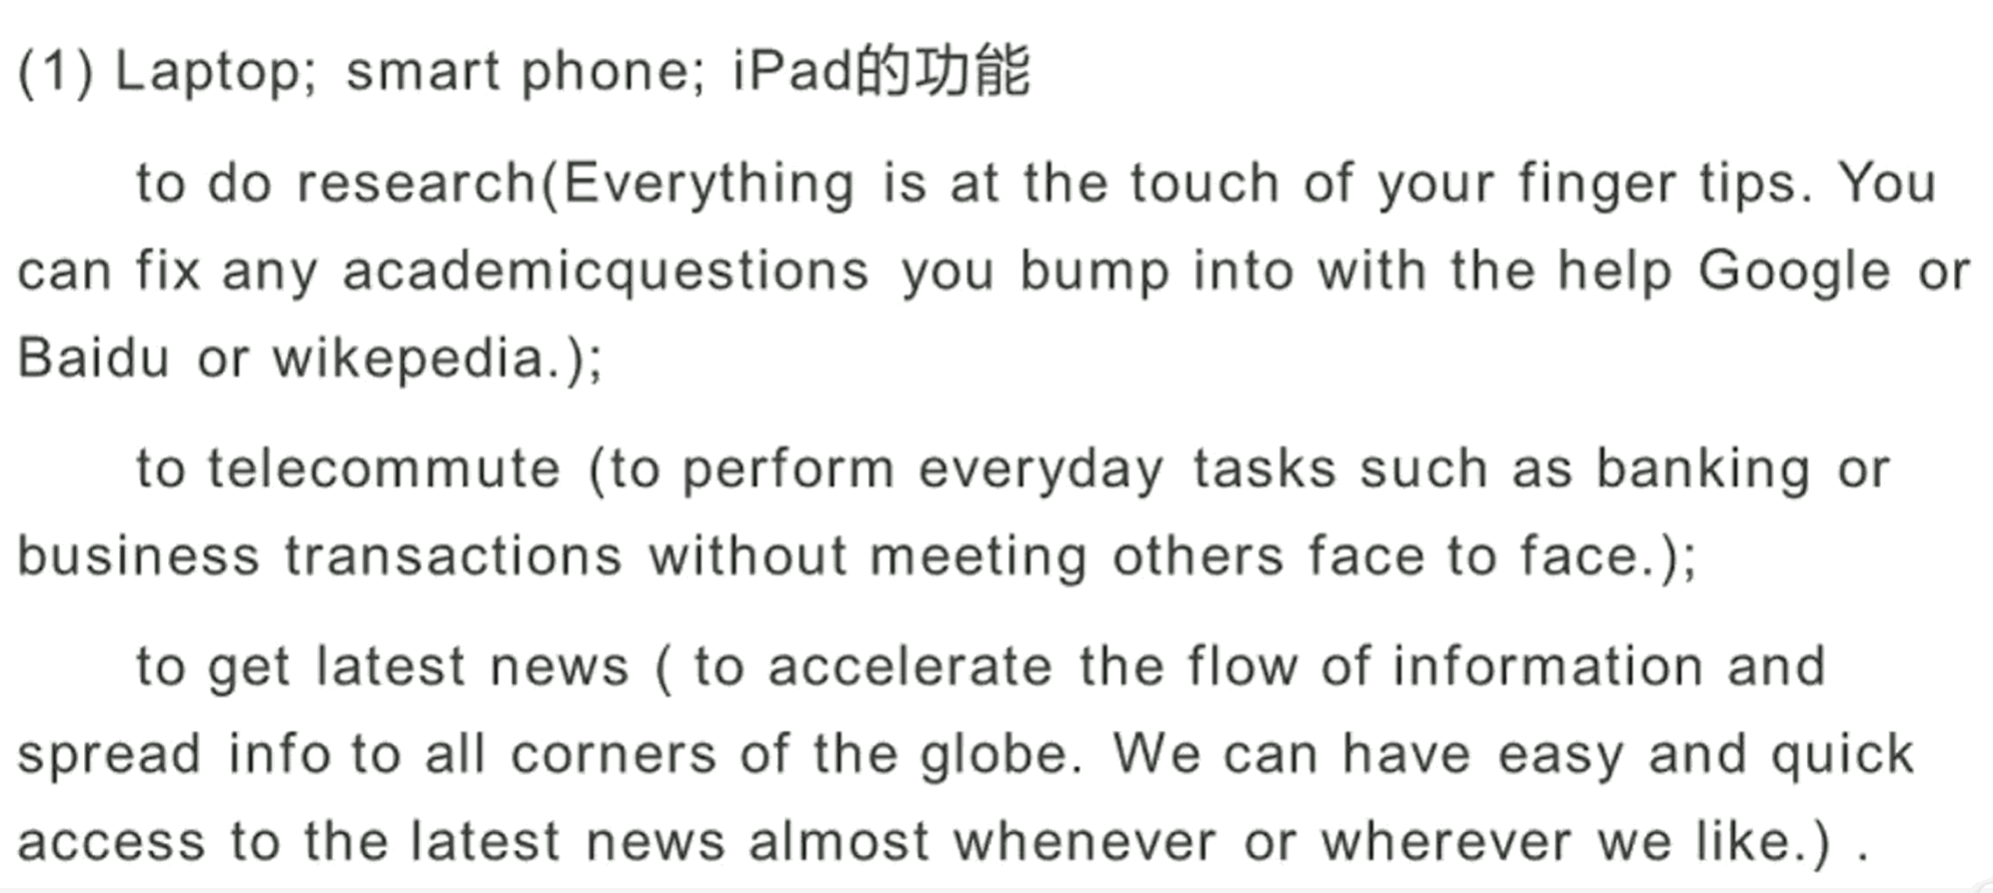 (1) Laptop; smart phone; iPad的功能
to do research(Everything is at the touch of your finger tips. You
can fix any academicquestions you bump into with the help Google or
Baidu or wikepedia.);
to telecommute (to perform everyday tasks such as banking or
business transactions without meeting others face to face.);
to get latest news ( to accelerate the flow of information and
spread info to all corners of the globe. We can have easy and quick
access to the latest news almost whenever or wherever we like.) .